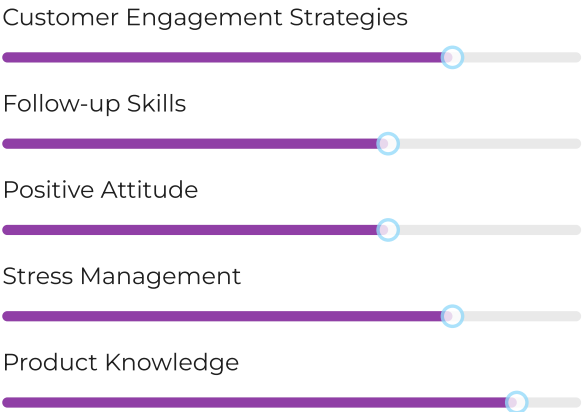 Customer Engagement Strategies
Follow-up Skills
Positive Attitude
Stress Management
Product Knowledge